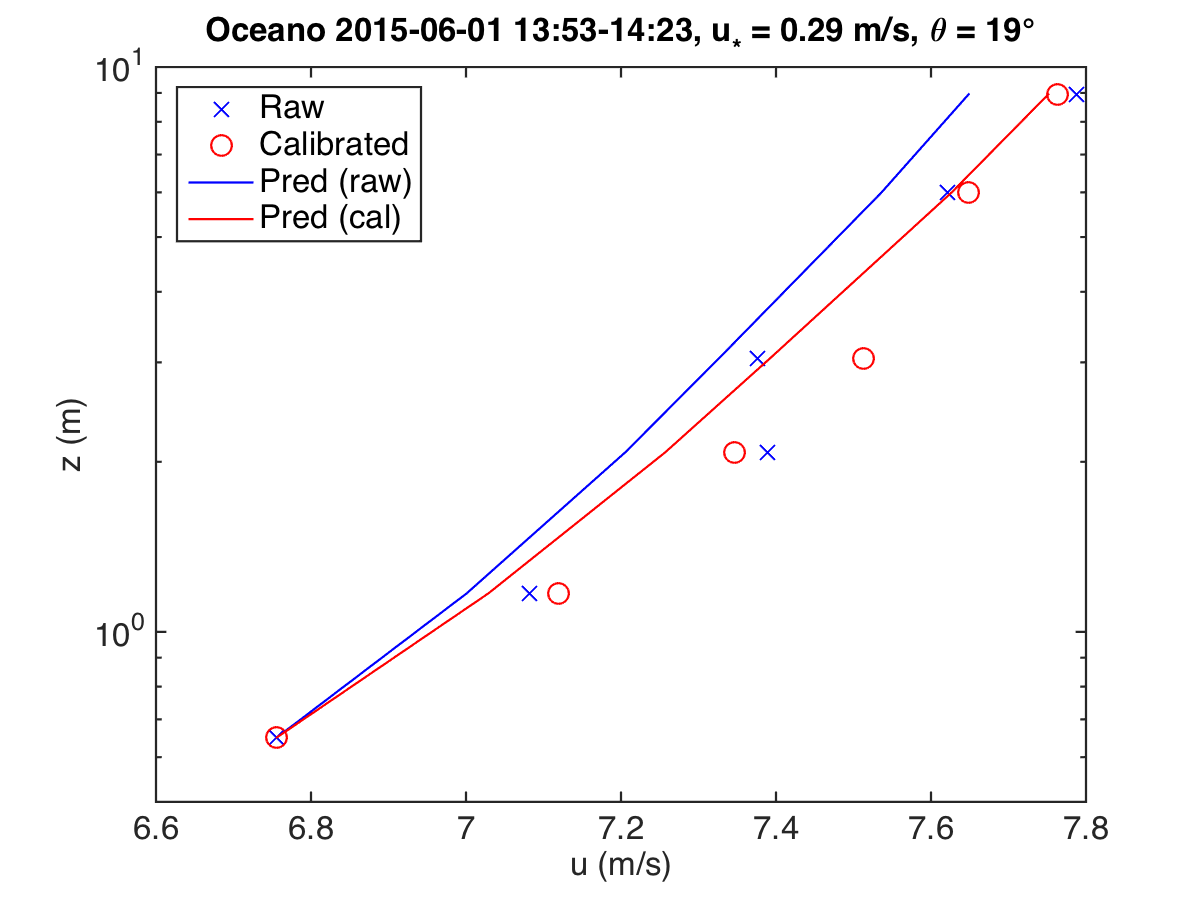 Oceano 2015-06-01 13:53-14:23, u* = 0.29 m/s, θ = 19°
10¹
Raw
Calibrated
Pred (raw)
Pred (cal)
z (m)
10⁰
6.6 6.8 7 7.2 7.4 7.6 7.8
u (m/s)